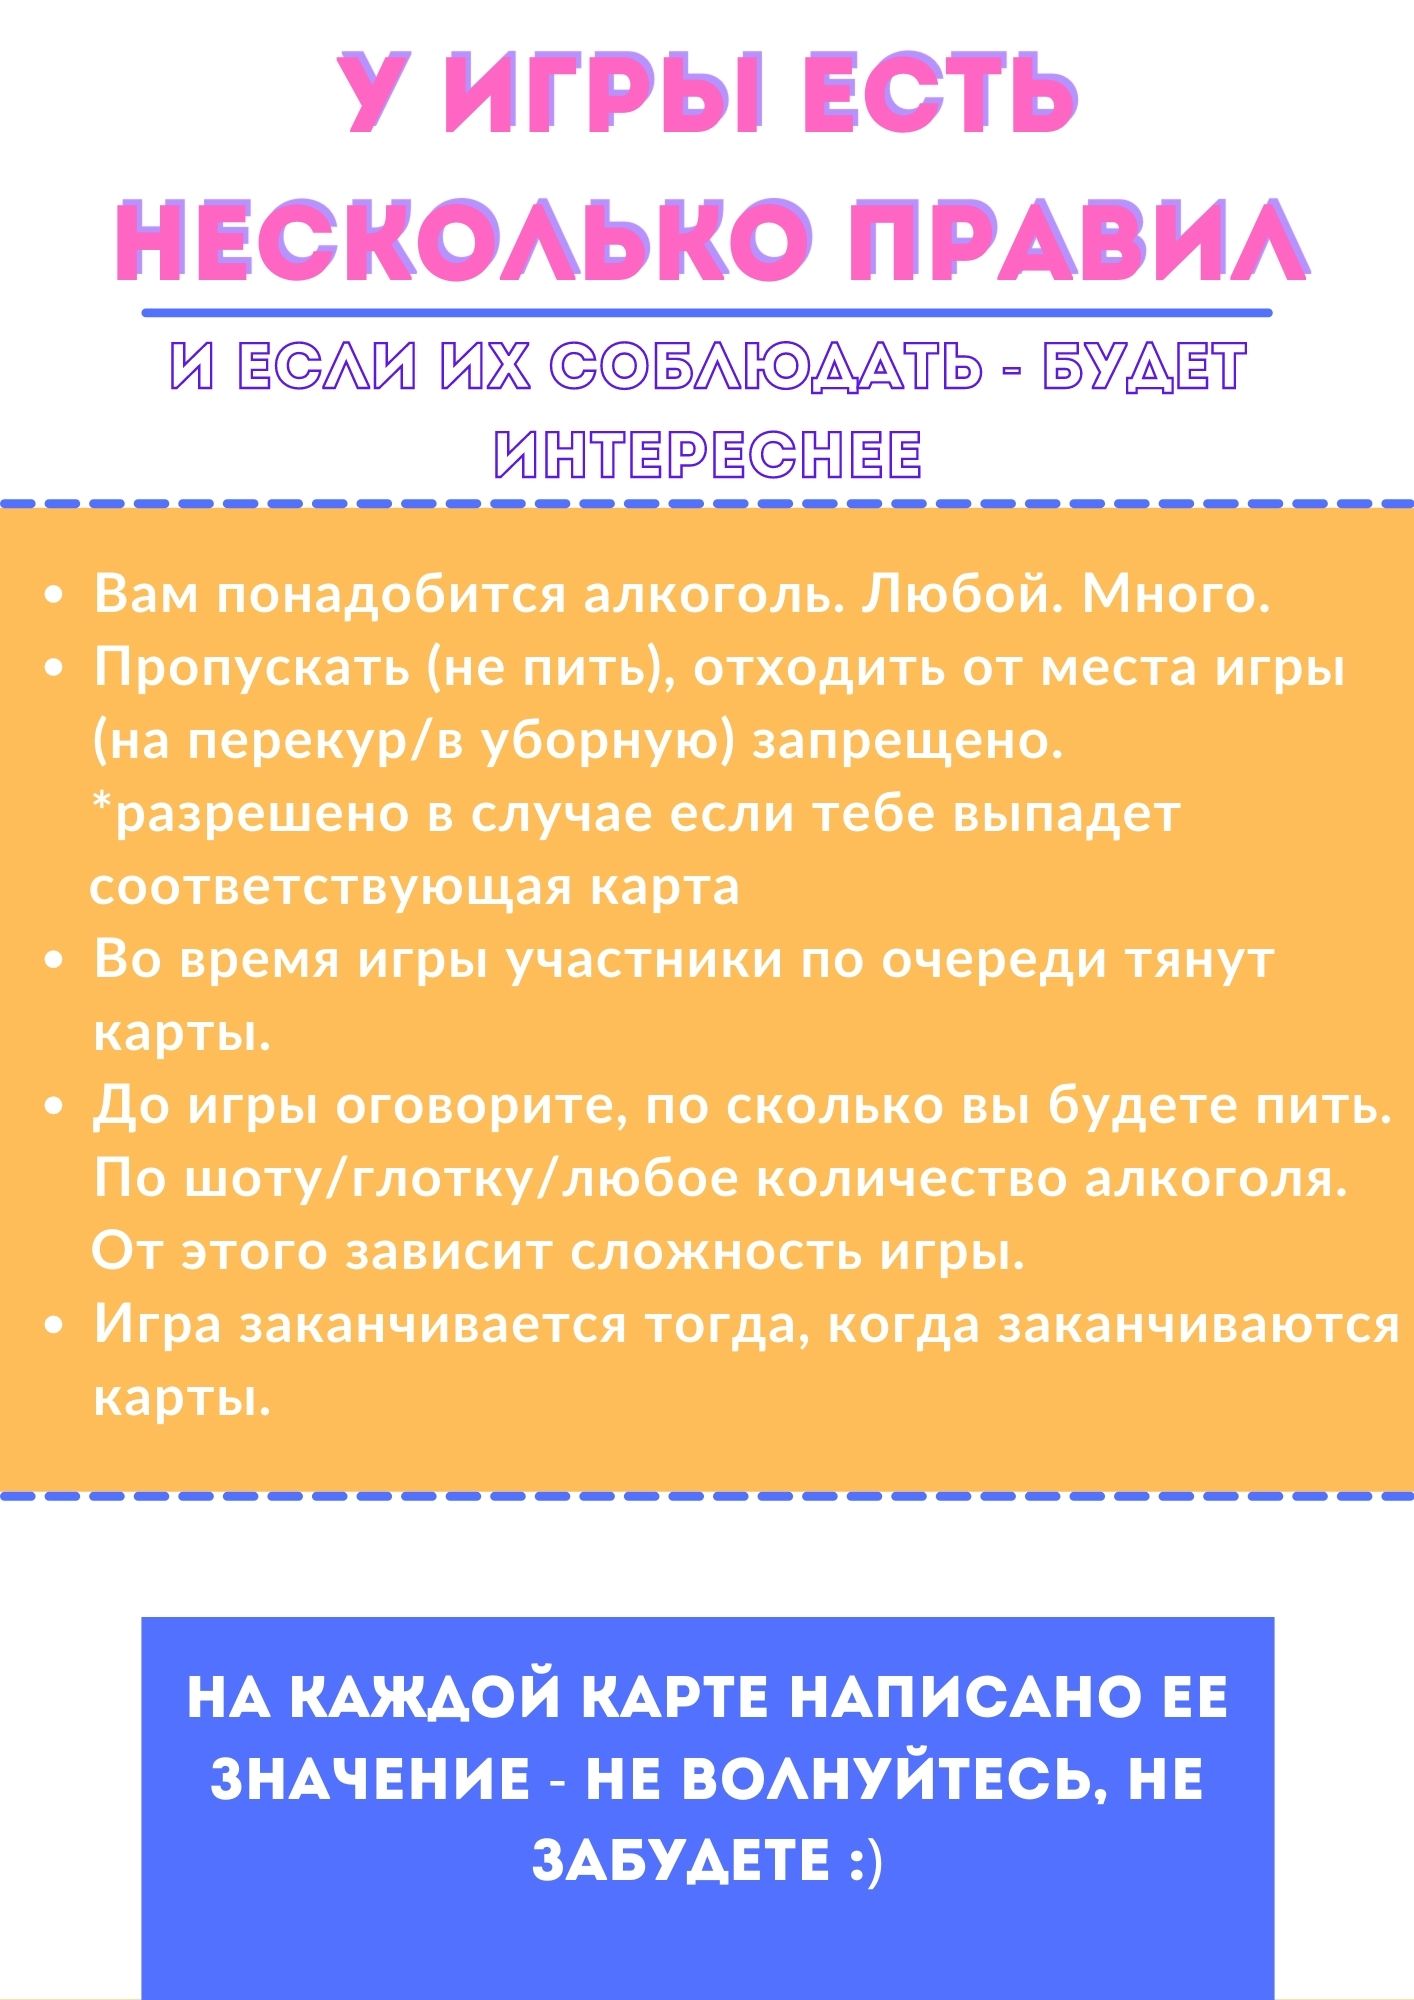 У ИГРЫ ЕСТЬ
НЕСКОЛЬКО ПРАВИЛ
И ЕСЛИ ИХ СОБЛЮДАТЬ - БУДЕТ
ИНТЕРЕСНЕЕ
• Вам понадобится алкоголь. Любой. Много.
• Пропускать (не пить), отходить от места игры
(на перекур/в уборную) запрещено.
*разрешено в случае если тебе выпадет
соответствующая карта
• Во время игры участники по очереди тянут
карты.
• До игры оговорите, по сколько вы будете пить.
По шоту/глотку/любое количество алкоголя.
От этого зависит сложность игры.
• Игра заканчивается тогда, когда заканчиваются
карты.
НА КАЖДОЙ КАРТЕ НАПИСАНО ЕЕ
ЗНАЧЕНИЕ - НЕ ВОЛНУЙТЕСЬ, НЕ
ЗАБУДЕТЕ :)